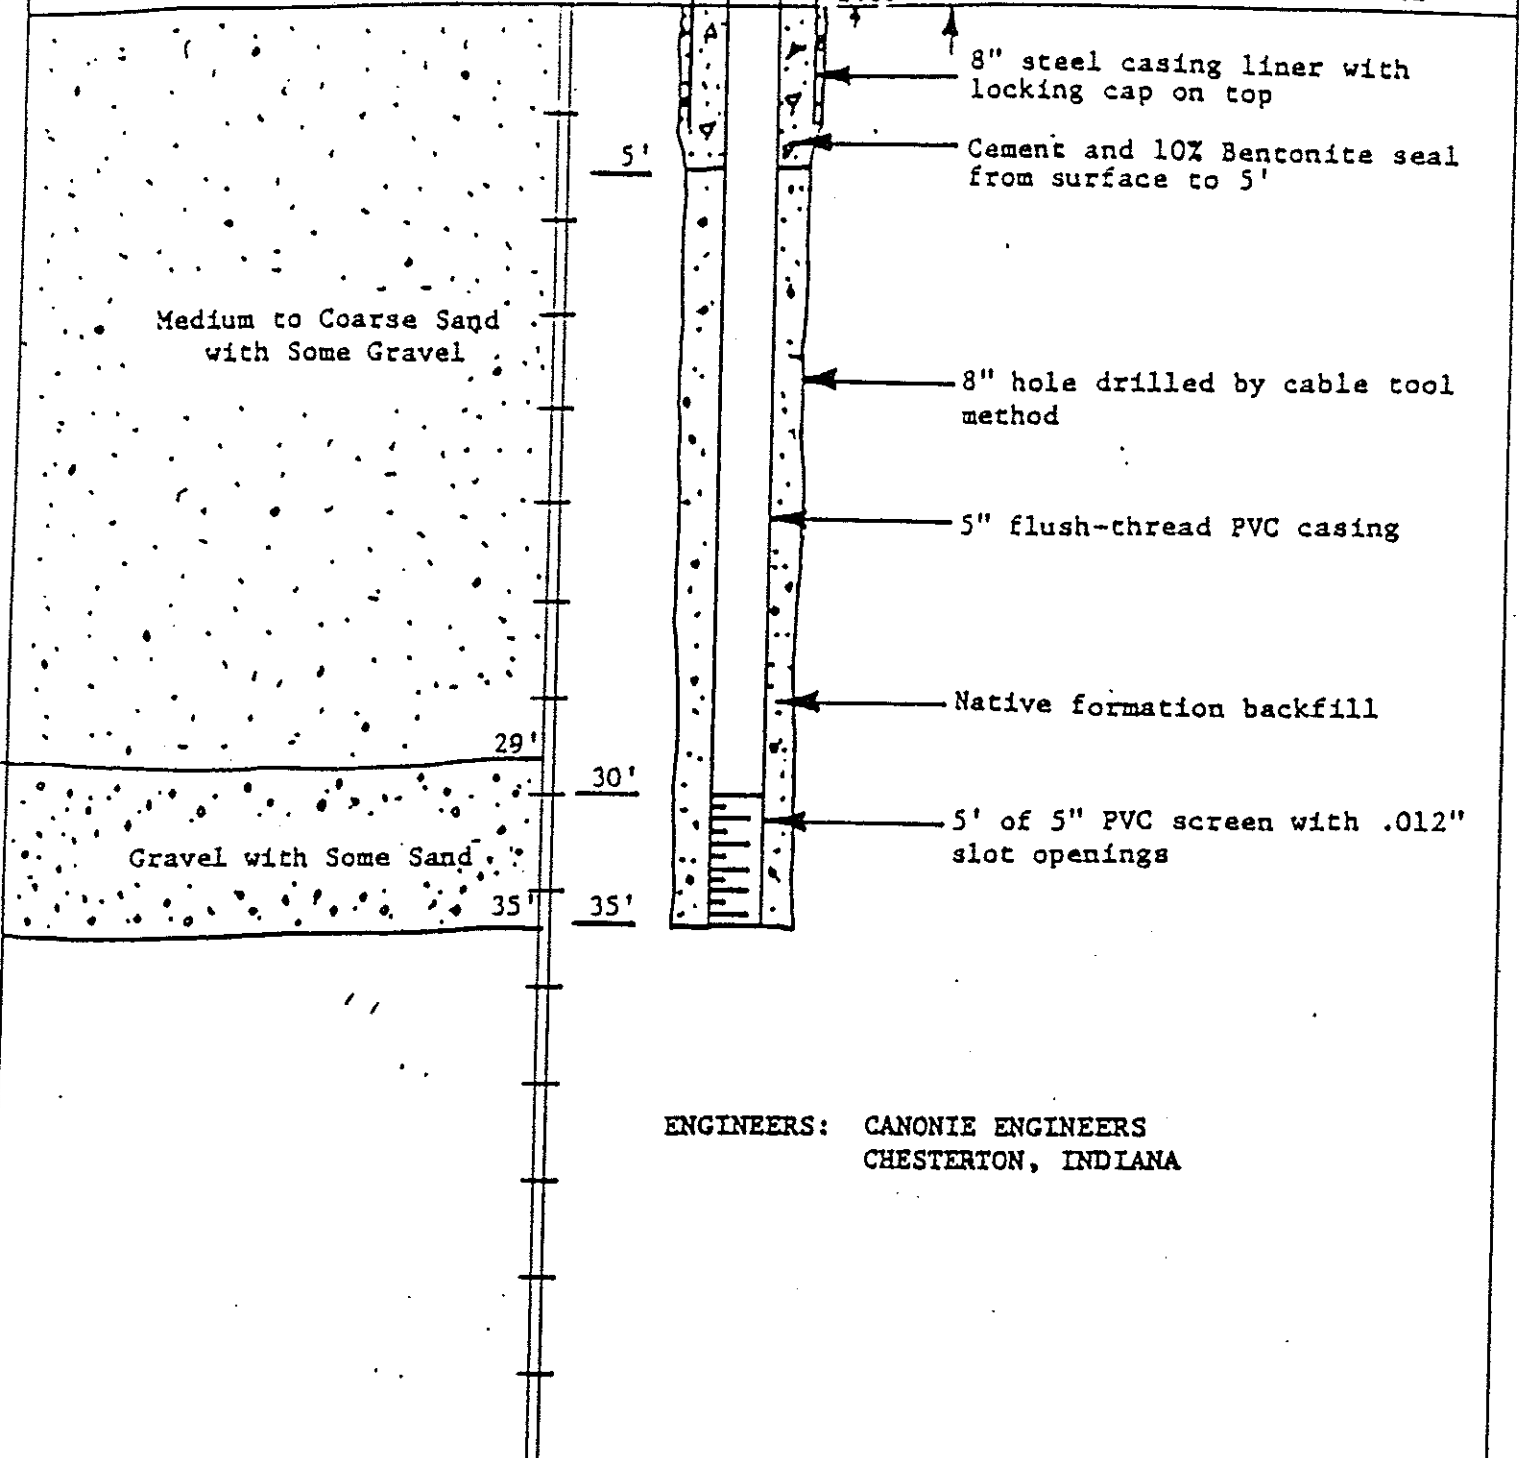 8" steel casing liner with
locking cap on top
5'
Cement and 10% Bentonite seal
from surface to 5'
Medium to Coarse Sand
with Some Gravel
8" hole drilled by cable tool
method
5" flush-thread PVC casing
Native formation backfill
29'
30'
5' of 5" PVC screen with .012"
slot openings
Gravel with Some Sand
35'
35'
ENGINEERS: CANONIE ENGINEERS
CHESTERTON, INDIANA